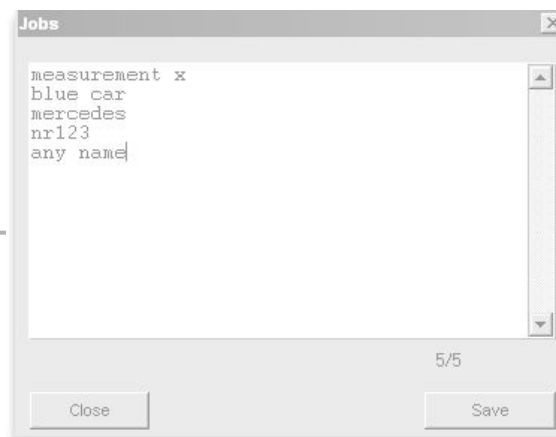 Jobs
measurement x
blue car
mercedes
nr123
any name
5/5
Close
Save